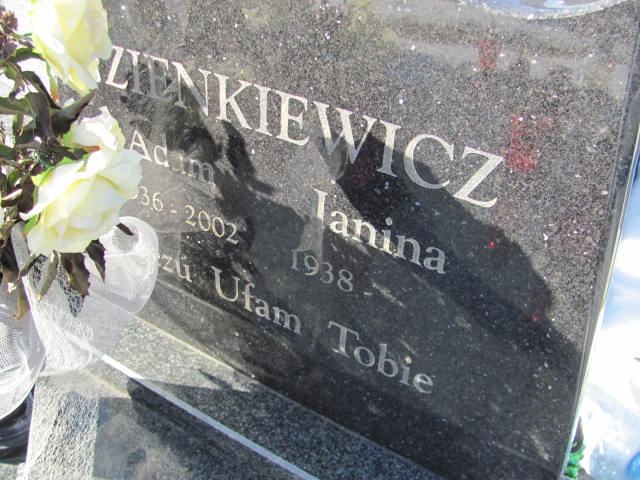 ZIENKIEWICZ
Adam Janina
36 - 2002 1938 -
zu Ufam Tobie